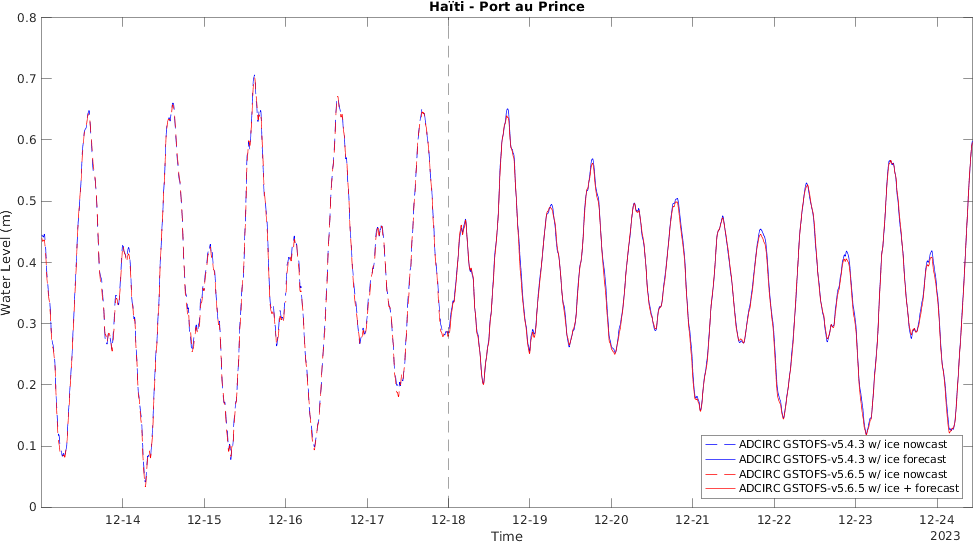 Haïti - Port au Prince
0.8
0.7
0.6
0.5
0.4
0.3
0.2
0.1
0
Water Level (m)
ADCIRC GSTOFS-v5.4.3 w/ ice nowcast
ADCIRC GSTOFS-v5.4.3 w/ ice forecast
ADCIRC GSTOFS-v5.6.5 w/ ice nowcast
ADCIRC GSTOFS-v5.6.5 w/ ice + forecast
12-14 12-15 12-16 12-17 12-18 12-19 12-20 12-21 12-22 12-23 12-24
Time 2023